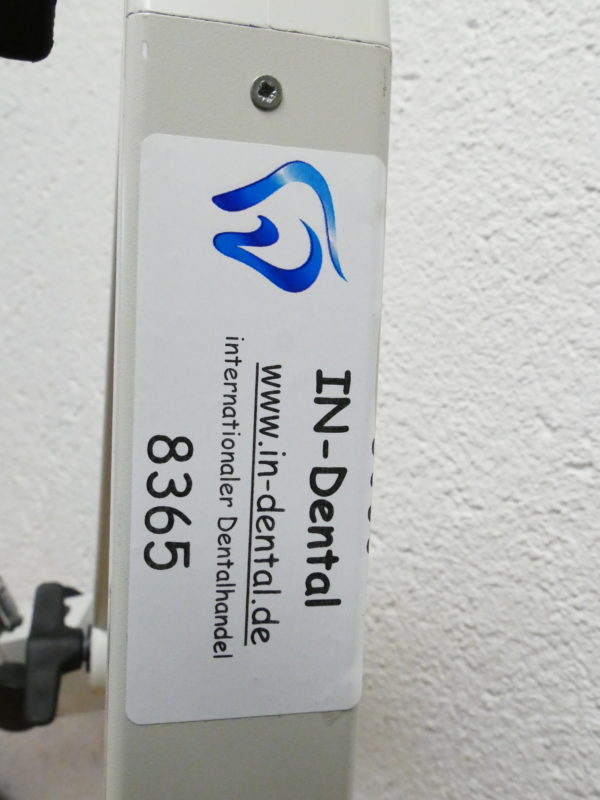 IN-Dental
www.in-dental.de
internationaler Dentalhandel
8365